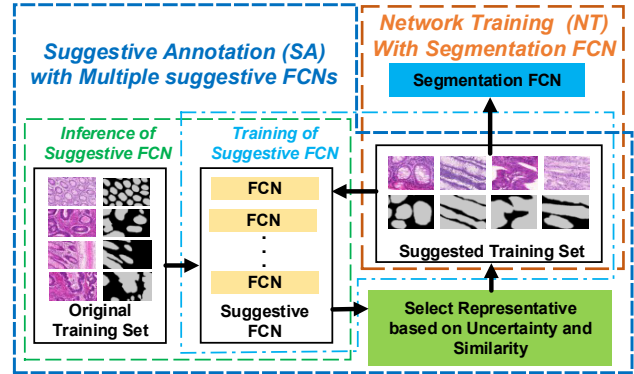 Suggestive Annotation (SA)
with Multiple suggestive FCNs
Network Training (NT)
With Segmentation FCN
Segmentation FCN
Inference of
Suggestive FCN
Training of
Suggestive FCN
FCN
FCN
FCN
Original
Training Set
Suggestive
FCN
Suggested Training Set
Select Representative
based on Uncertainty and
Similarity